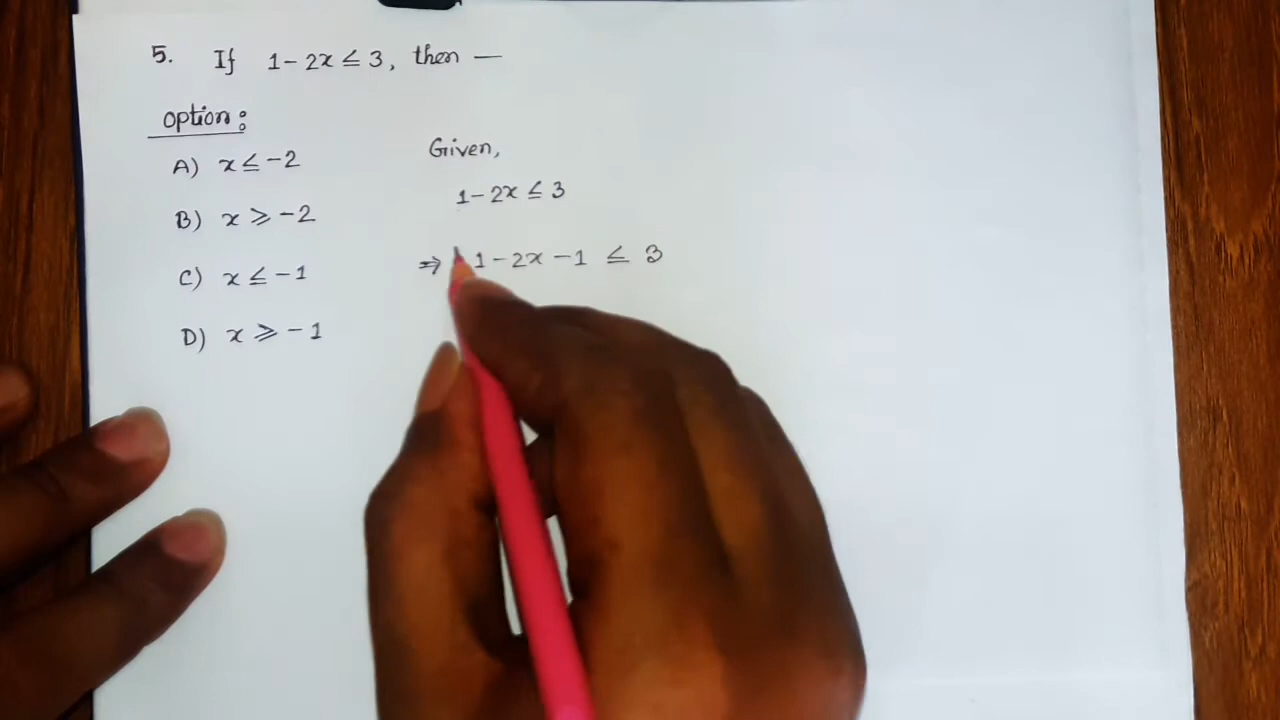 5. If 1-2x ≤ 3, then —
Option:
A) x ≤ -2
B) x ≥ -2
C) x ≤ -1
D) x ≥ -1
Given,
1-2x ≤ 3
⇒ 1-2x-1 ≤ 3